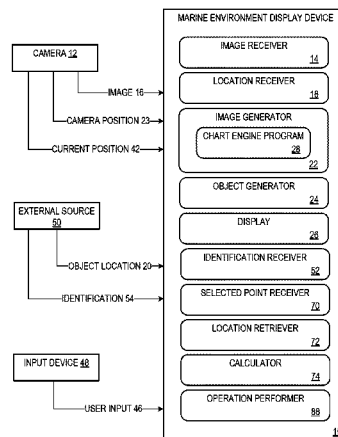 MARINE ENVIRONMENT DISPLAY DEVICE
CAMERA 12
IMAGE 16
CAMERA POSITION 23
CURRENT POSITION 42
EXTERNAL SOURCE
50
OBJECT LOCATION 20
IDENTIFICATION 54
INPUT DEVICE 48
USER INPUT 46
IMAGE RECEIVER
14
LOCATION RECEIVER
18
IMAGE GENERATOR
CHART ENGINE PROGRAM
28
22
OBJECT GENERATOR
24
DISPLAY
26
IDENTIFICATION RECEIVER
52
SELECTED POINT RECEIVER
70
LOCATION RETRIEVER
72
CALCULATOR
74
OPERATION PERFORMER
88